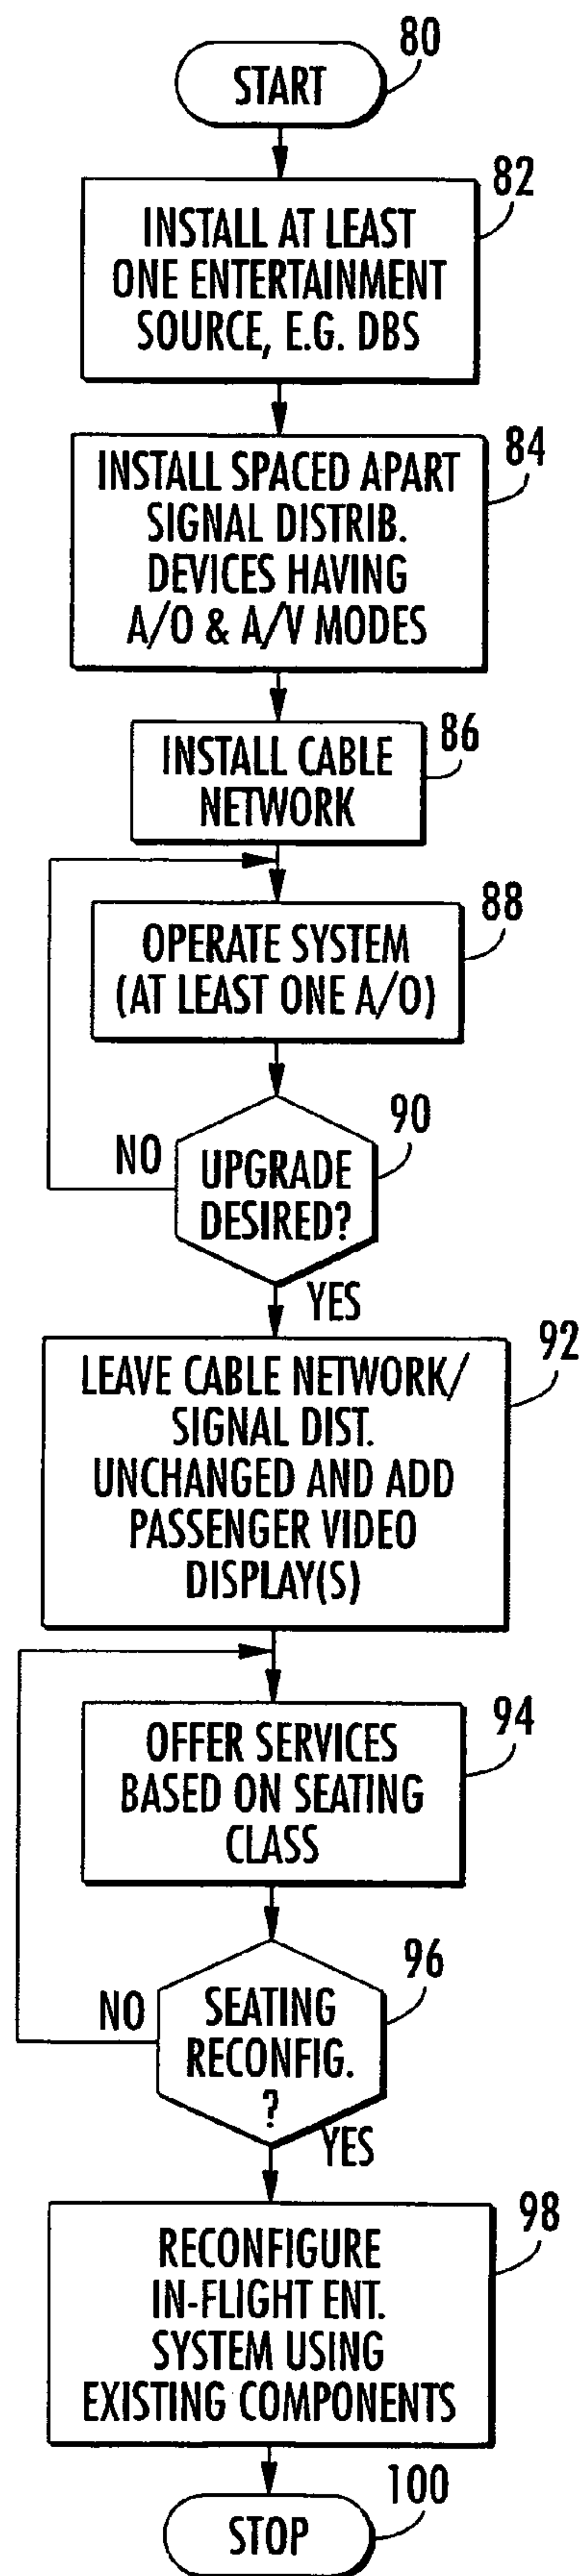 80
START
82
INSTALL AT LEAST
ONE ENTERTAINMENT
SOURCE, E.G. DBS
84
INSTALL SPACED APART
SIGNAL DISTRIB.
DEVICES HAVING
A/O & A/V MODES
86
INSTALL CABLE
NETWORK
88
OPERATE SYSTEM
(AT LEAST ONE A/O)
90
NO
UPGRADE
DESIRED?
YES
92
LEAVE CABLE NETWORK/
SIGNAL DIST.
UNCHANGED AND ADD
PASSENGER VIDEO
DISPLAY(S)
94
OFFER SERVICES
BASED ON SEATING
CLASS
96
NO
SEATING
RECONFIG.
?
YES
98
RECONFIGURE
IN-FLIGHT ENT.
SYSTEM USING
EXISTING COMPONENTS
100
STOP